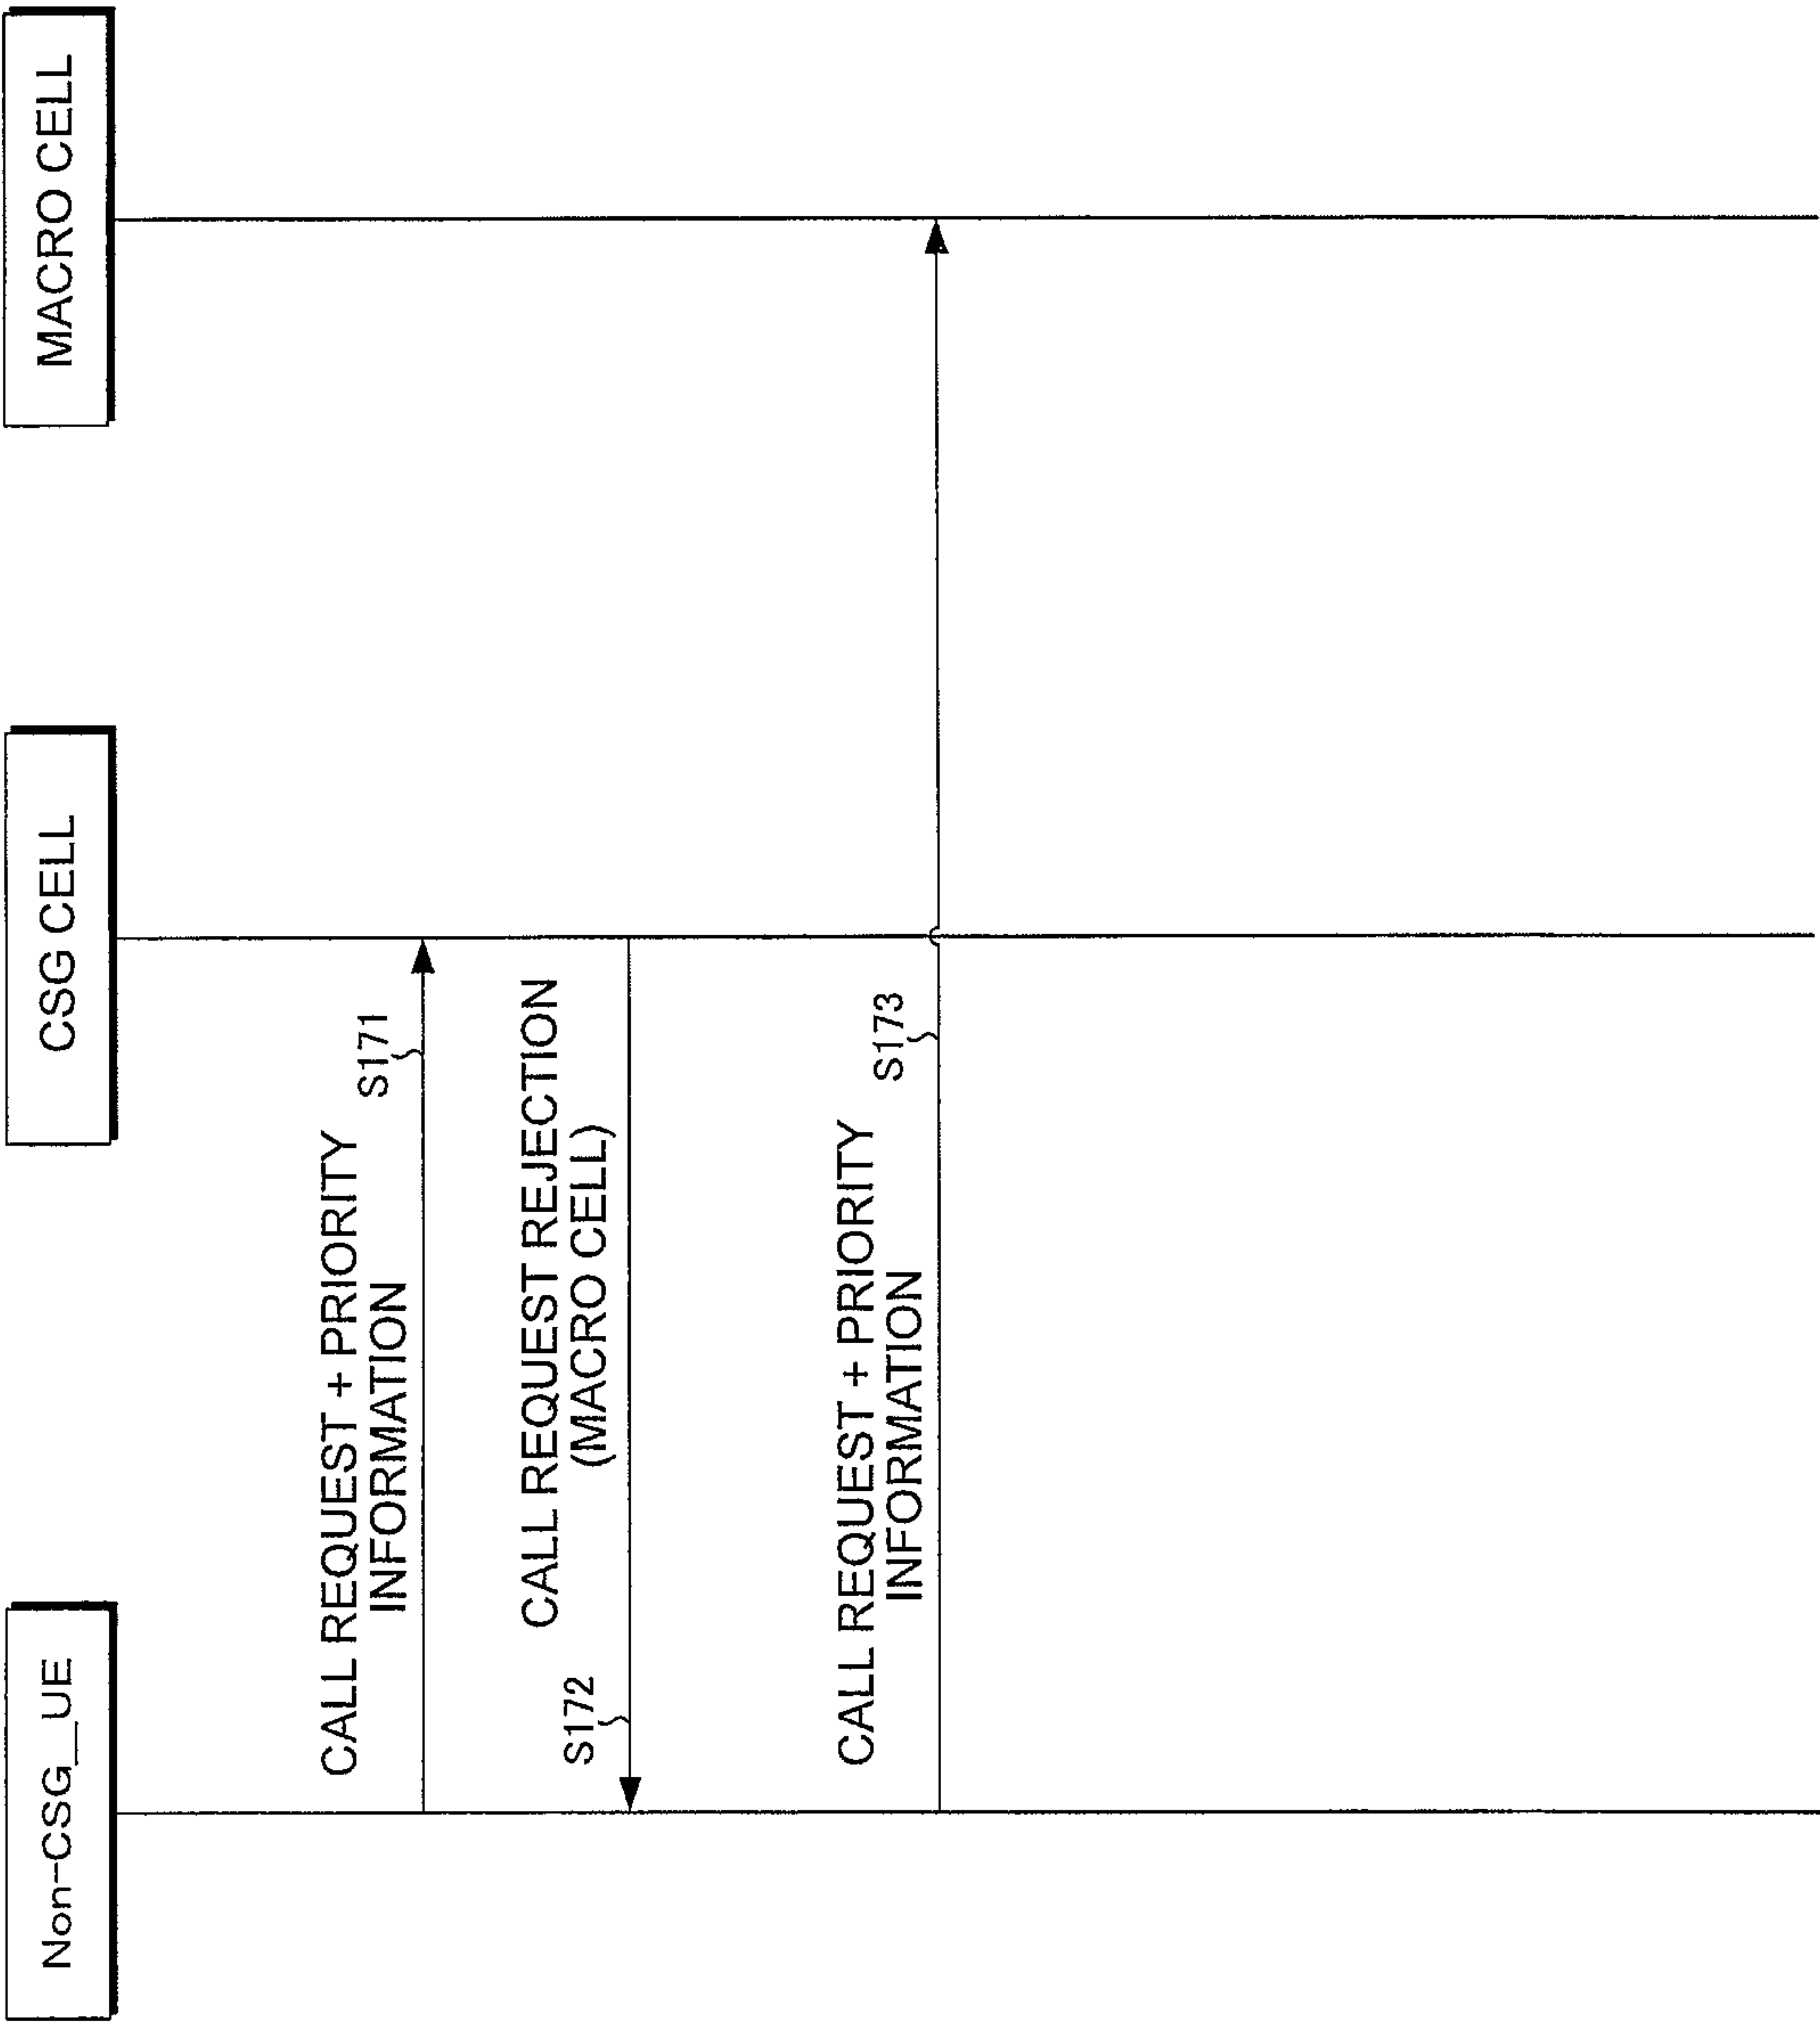 Non-CSG_UE
CSG CELL
MACRO CELL
CALL REQUEST + PRIORITY
INFORMATION
S171
CALL REQUEST REJECTION
(MACRO CELL)
S172
CALL REQUEST + PRIORITY
INFORMATION
S173